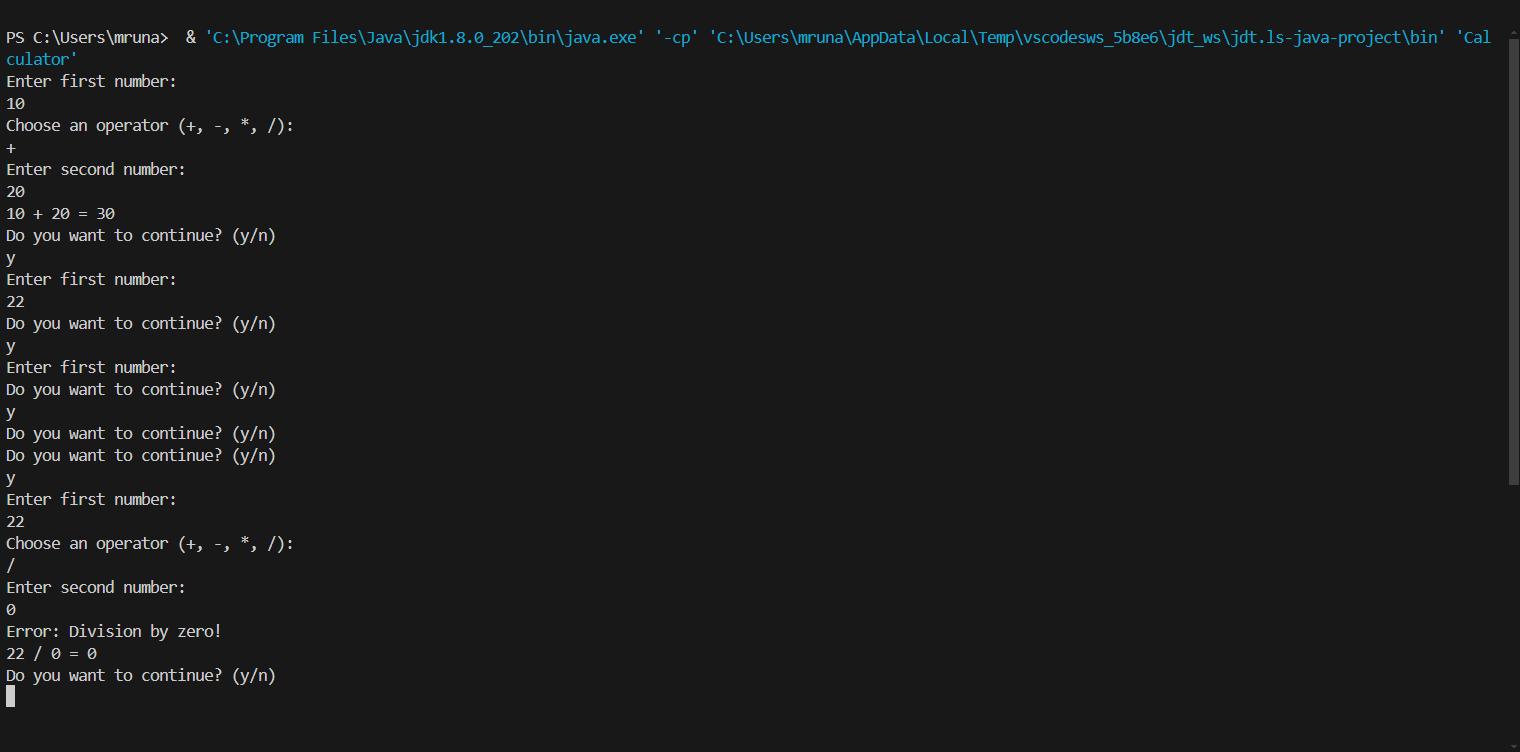 PS C:\Users\mruna>  & 'C:\Program Files\Java\jdk1.8.0_202\bin\java.exe' '-cp' 'C:\Users\mruna\AppData\Local\Temp\vscodesws_5b8e6\jdt_ws\jdt.ls-java-project\bin' 'Cal
culator'
Enter first number:
10
Choose an operator (+, -, *, /):
+
Enter second number:
20
10 + 20 = 30
Do you want to continue? (y/n)
y
Enter first number:
22
Do you want to continue? (y/n)
y
Enter first number:
Do you want to continue? (y/n)
y
Do you want to continue? (y/n)
Do you want to continue? (y/n)
y
Enter first number:
22
Choose an operator (+, -, *, /):
/
Enter second number:
0
Error: Division by zero!
22 / 0 = 0
Do you want to continue? (y/n)